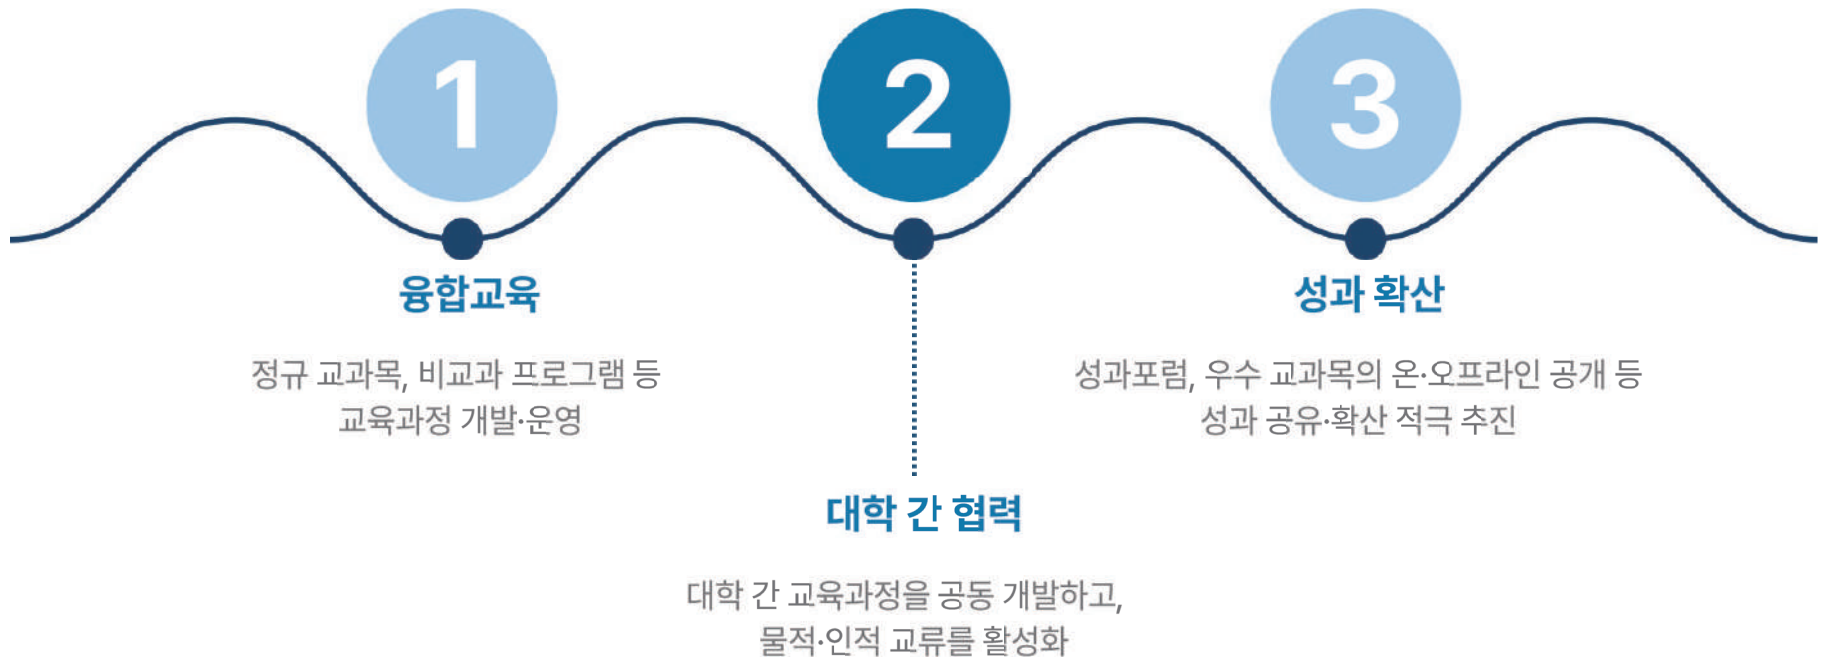 1
융합교육
정규 교과목, 비교과 프로그램 등
교육과정 개발·운영
2
대학 간 협력
대학 간 교육과정을 공동 개발하고,
물적·인적 교류를 활성화
3
성과 확산
성과포럼, 우수 교과목의 온·오프라인 공개 등
성과 공유·확산 적극 추진